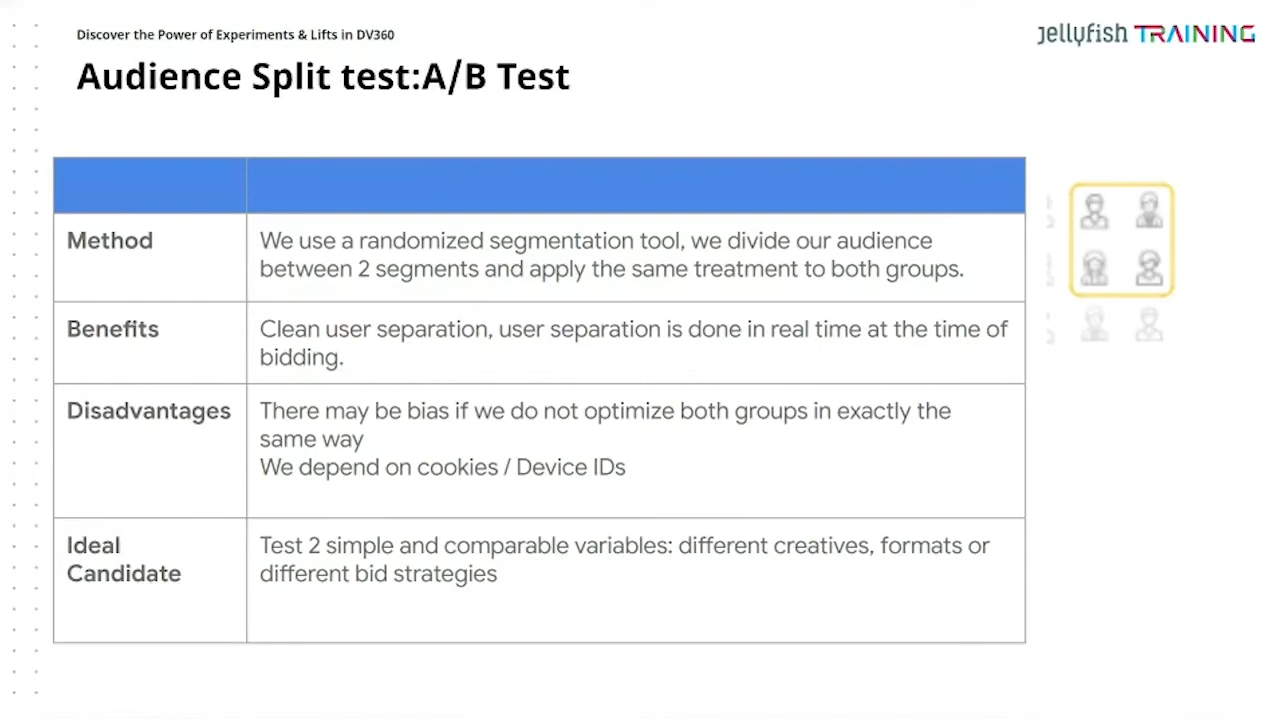 Discover the Power of Experiments & Lifts in DV360
jellyfish TRAINING
Audience Split test:A/B Test
Method
We use a randomized segmentation tool, we divide our audience
between 2 segments and apply the same treatment to both groups.
Benefits
Clean user separation, user separation is done in real time at the time of
bidding.
Disadvantages
There may be bias if we do not optimize both groups in exactly the
same way
We depend on cookies / Device IDs
Ideal
Candidate
Test 2 simple and comparable variables: different creatives, formats or
different bid strategies